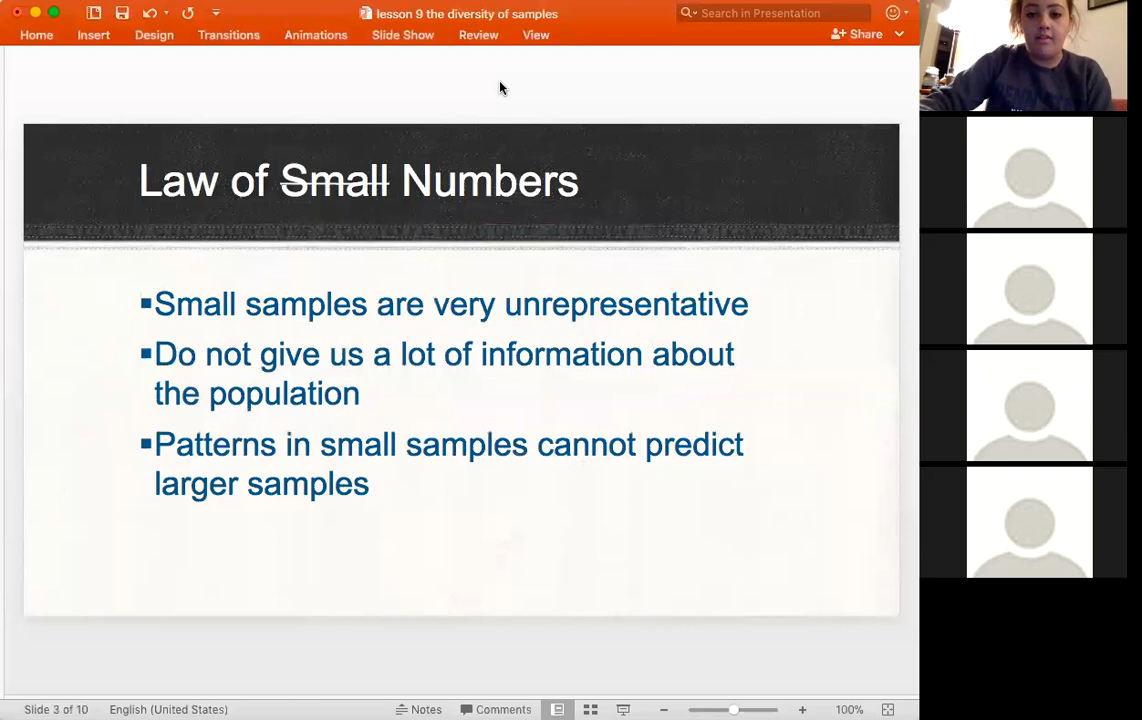 lesson 9 the diversity of samples
Search in Presentation
Home Insert Design Transitions Animations Slide Show Review View
Share
Law of Small Numbers
Small samples are very unrepresentative
Do not give us a lot of information about
the population
Patterns in small samples cannot predict
larger samples
Slide 3 of 10 English (United States)
Notes Comments 100%